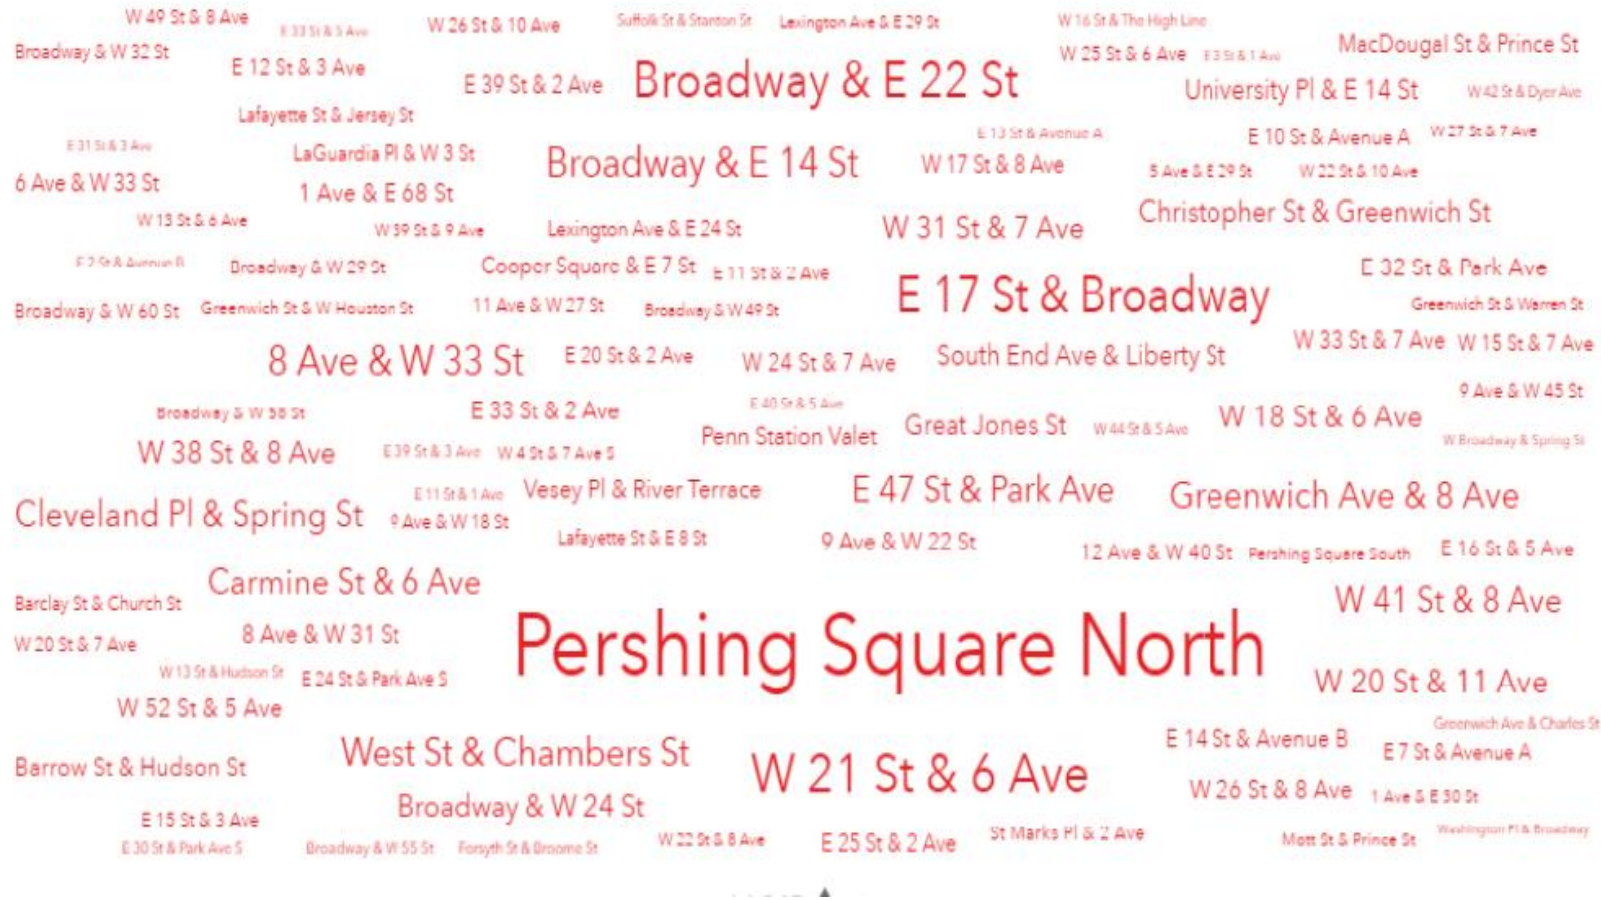 W 49 St & 8 Ave
E 33 St & 5 Ave
W 26 St & 10 Ave
Suffolk St & Stanton St
Lexington Ave & E 29 St
W 16 St & The High Line
Broadway & W 32 St
E 12 St & 3 Ave
E 39 St & 2 Ave
Broadway & E 22 St
W 25 St & 6 Ave
E 3 St & 1 Ave
MacDougal St & Prince St
University Pl & E 14 St
W 42 St & Dyer Ave
Lafayette St & Jersey St
E 31 St & 3 Ave
LaGuardia Pl & W 3 St
Broadway & E 14 St
E 13 St & Avenue A
W 17 St & 8 Ave
E 10 St & Avenue A
W 27 St & 7 Ave
6 Ave & W 33 St
1 Ave & E 68 St
5 Ave & E 29 St
W 22 St & 10 Ave
W 13 St & 6 Ave
W 39 St & 9 Ave
Lexington Ave & E 24 St
W 31 St & 7 Ave
Christopher St & Greenwich St
E 2 St & Avenue B
Broadway & W 29 St
Cooper Square & E 7 St
E 11 St & 2 Ave
E 17 St & Broadway
E 32 St & Park Ave
Broadway & W 60 St
Greenwich St & W Houston St
11 Ave & W 27 St
Broadway & W 49 St
Greenwich St & Warren St
8 Ave & W 33 St
E 20 St & 2 Ave
W 24 St & 7 Ave
South End Ave & Liberty St
W 33 St & 7 Ave
W 15 St & 7 Ave
9 Ave & W 45 St
Broadway & W 58 St
E 33 St & 2 Ave
E 40 St & 5 Ave
Penn Station Valet
Great Jones St
W 44 St & 5 Ave
W 18 St & 6 Ave
W Broadway & Spring St
W 38 St & 8 Ave
E 39 St & 3 Ave
W 4 St & 7 Ave S
Cleveland Pl & Spring St
E 11 St & 1 Ave
9 Ave & W 18 St
Vesey Pl & River Terrace
E 47 St & Park Ave
Greenwich Ave & 8 Ave
Lafayette St & E 8 St
9 Ave & W 22 St
12 Ave & W 40 St
Pershing Square South
E 16 St & 5 Ave
Carmine St & 6 Ave
Barclay St & Church St
W 41 St & 8 Ave
W 20 St & 7 Ave
8 Ave & W 31 St
Pershing Square North
W 13 St & Hudson St
E 24 St & Park Ave S
W 20 St & 11 Ave
W 52 St & 5 Ave
Greenwich Ave & Charles St
Barrow St & Hudson St
West St & Chambers St
W 21 St & 6 Ave
E 14 St & Avenue B
E 7 St & Avenue A
Broadway & W 24 St
W 26 St & 8 Ave
1 Ave & E 30 St
E 15 St & 3 Ave
E 30 St & Park Ave S
Broadway & W 55 St
Forsyth St & Broome St
W 22 St & 8 Ave
E 25 St & 2 Ave
St Marks Pl & 2 Ave
Mott St & Prince St
Washington Pl & Broadway